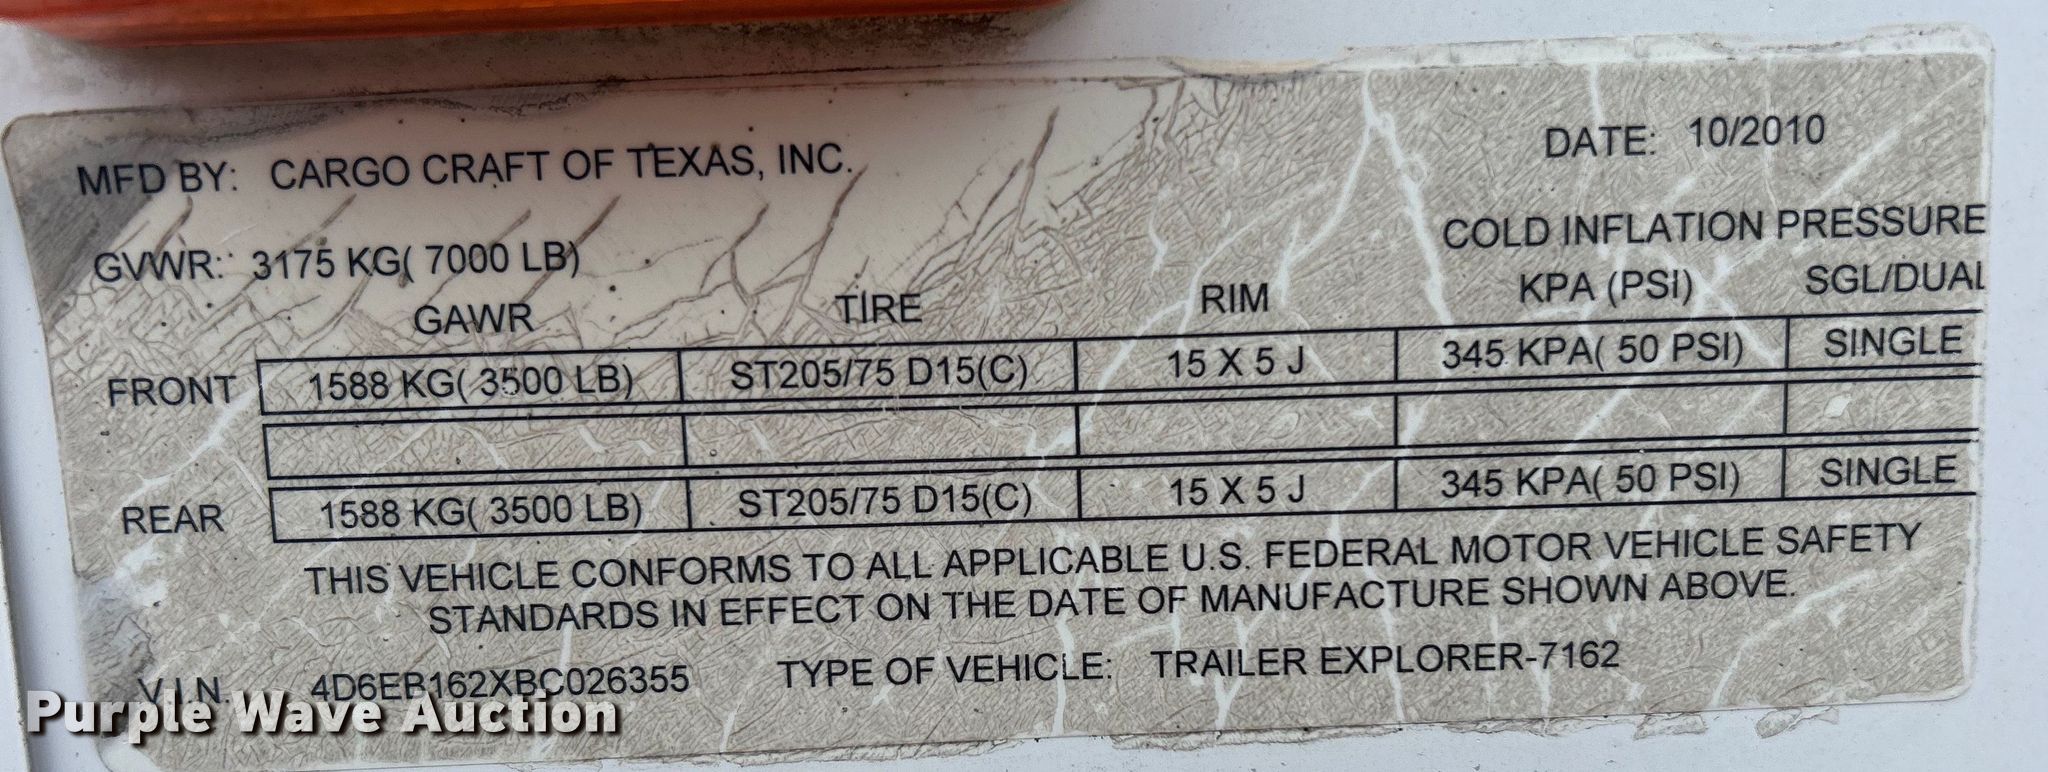 MFD BY: CARGO CRAFT OF TEXAS, INC. DATE: 10/2010
GVWR: 3175 KG( 7000 LB) COLD INFLATION PRESSURE
GAWR TIRE RIM KPA (PSI) SGL/DUAL
FRONT 1588 KG( 3500 LB) ST205/75 D15(C) 15 X 5 J 345 KPA( 50 PSI) SINGLE
REAR 1588 KG( 3500 LB) ST205/75 D15(C) 15 X 5 J 345 KPA( 50 PSI) SINGLE
THIS VEHICLE CONFORMS TO ALL APPLICABLE U.S. FEDERAL MOTOR VEHICLE SAFETY
STANDARDS IN EFFECT ON THE DATE OF MANUFACTURE SHOWN ABOVE.
V.I.N. 4D6EB162XBC026355 TYPE OF VEHICLE: TRAILER EXPLORER-7162
Purple Wave Auction